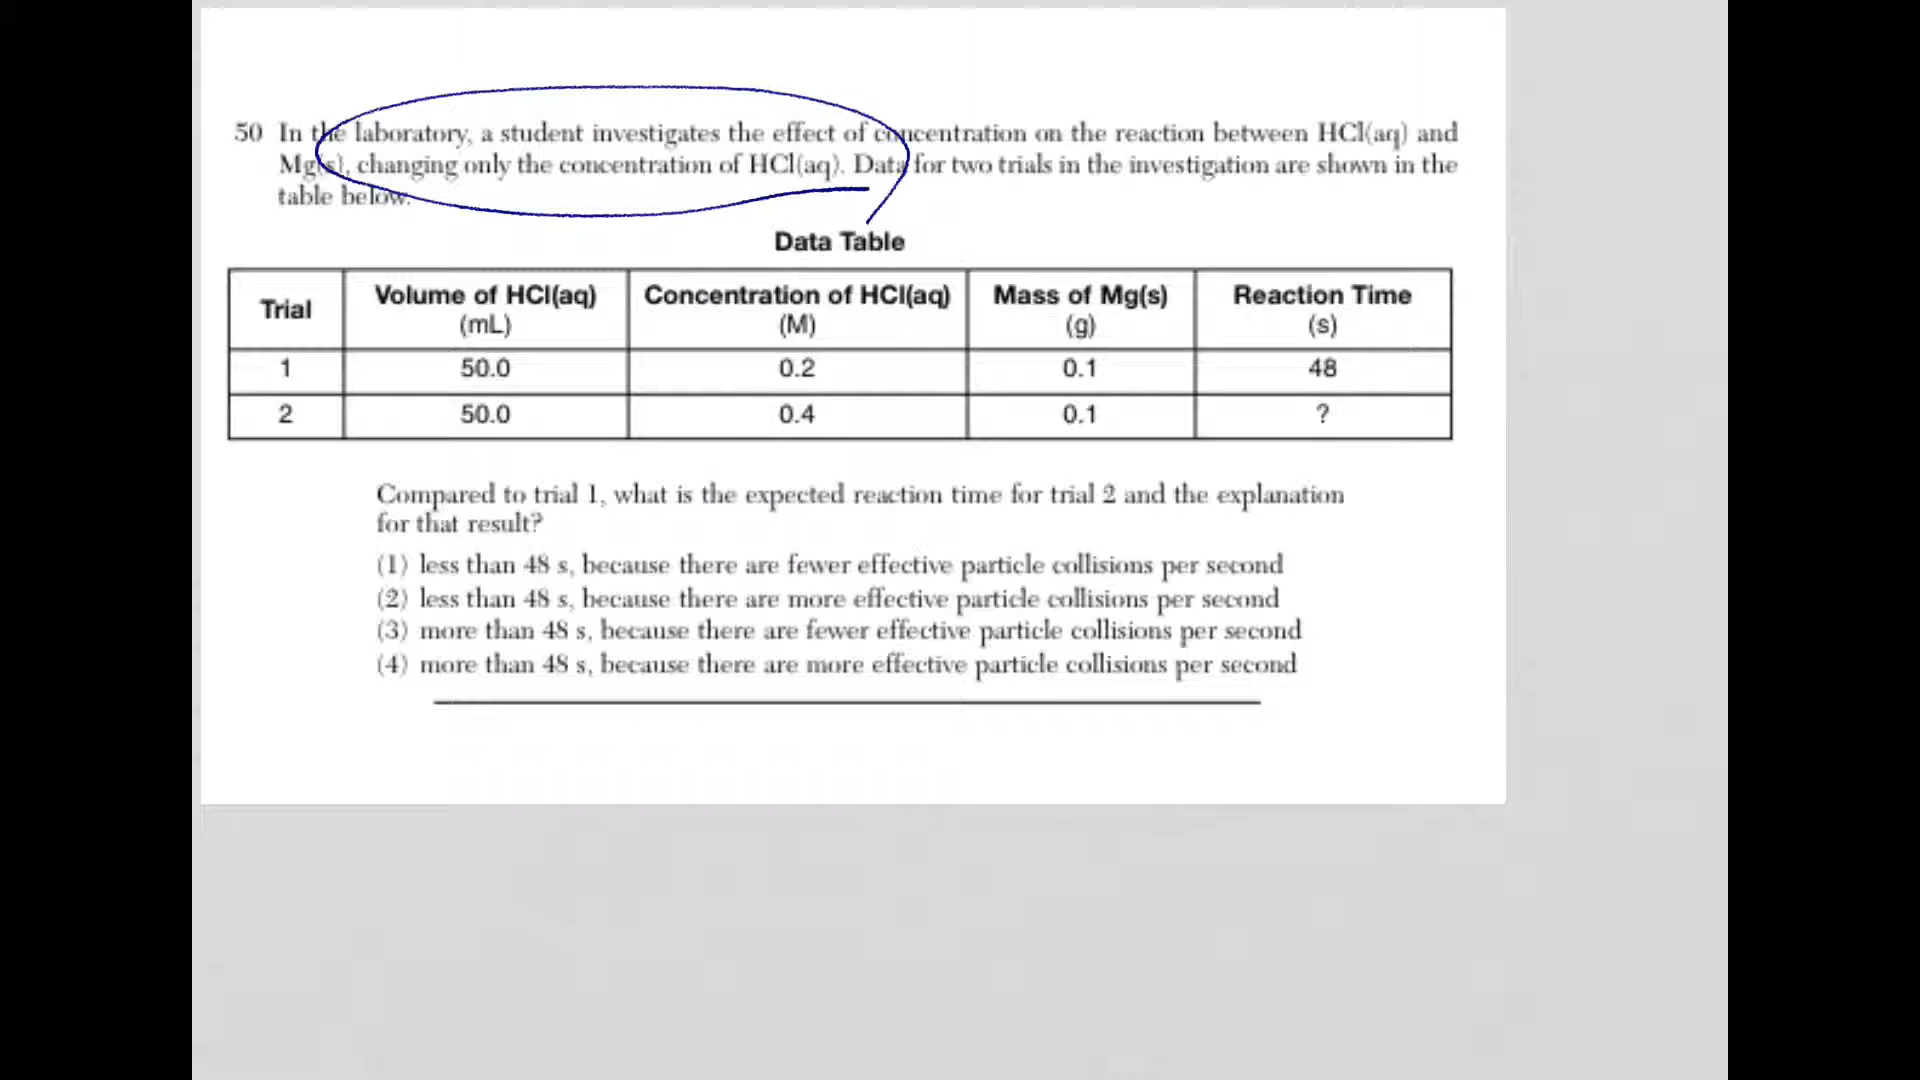 50 In the laboratory, a student investigates the effect of concentration on the reaction between HCl(aq) and
Mg(s), changing only the concentration of HCl(aq). Data for two trials in the investigation are shown in the
table below.
Data Table
Trial Volume of HCl(aq) (mL) Concentration of HCl(aq) (M) Mass of Mg(s) (g) Reaction Time (s)
1 50.0 0.2 0.1 48
2 50.0 0.4 0.1 ?
Compared to trial 1, what is the expected reaction time for trial 2 and the explanation
for that result?
(1) less than 48 s, because there are fewer effective particle collisions per second
(2) less than 48 s, because there are more effective particle collisions per second
(3) more than 48 s, because there are fewer effective particle collisions per second
(4) more than 48 s, because there are more effective particle collisions per second